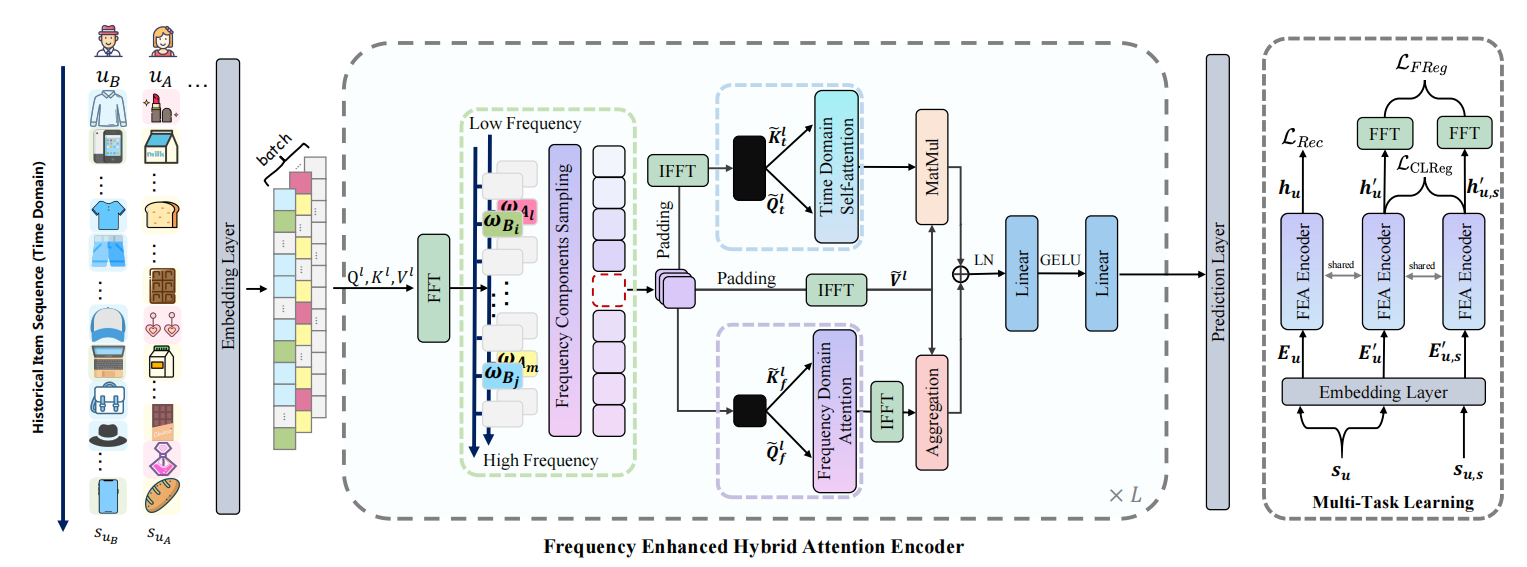 Historical Item Sequence (Time Domain)
u_B
u_A
...
milk
s_{u_B}
s_{u_A}
Embedding Layer
batch
Q^l, K^l, V^l
FFT
Low Frequency
ω_{A_l}
ω_{B_i}
ω_{A_m}
ω_{B_j}
High Frequency
Frequency Components Sampling
Padding
IFFT
K̃_t^l
Q̃_t^l
Time Domain
Self-attention
MatMul
Padding
IFFT
Ṽ^l
K̃_f^l
Q̃_f^l
Frequency Domain
Attention
IFFT
Aggregation
LN
Linear
GELU
Linear
× L
Prediction Layer
Frequency Enhanced Hybrid Attention Encoder
ℒ_{FReg}
FFT
FFT
ℒ_{Rec}
ℒ_{CLReg}
h_u
h'_u
h'_{u,s}
FEA Encoder
shared
FEA Encoder
shared
FEA Encoder
E_u
E'_u
E'_{u,s}
Embedding Layer
s_u
s_{u,s}
Multi-Task Learning